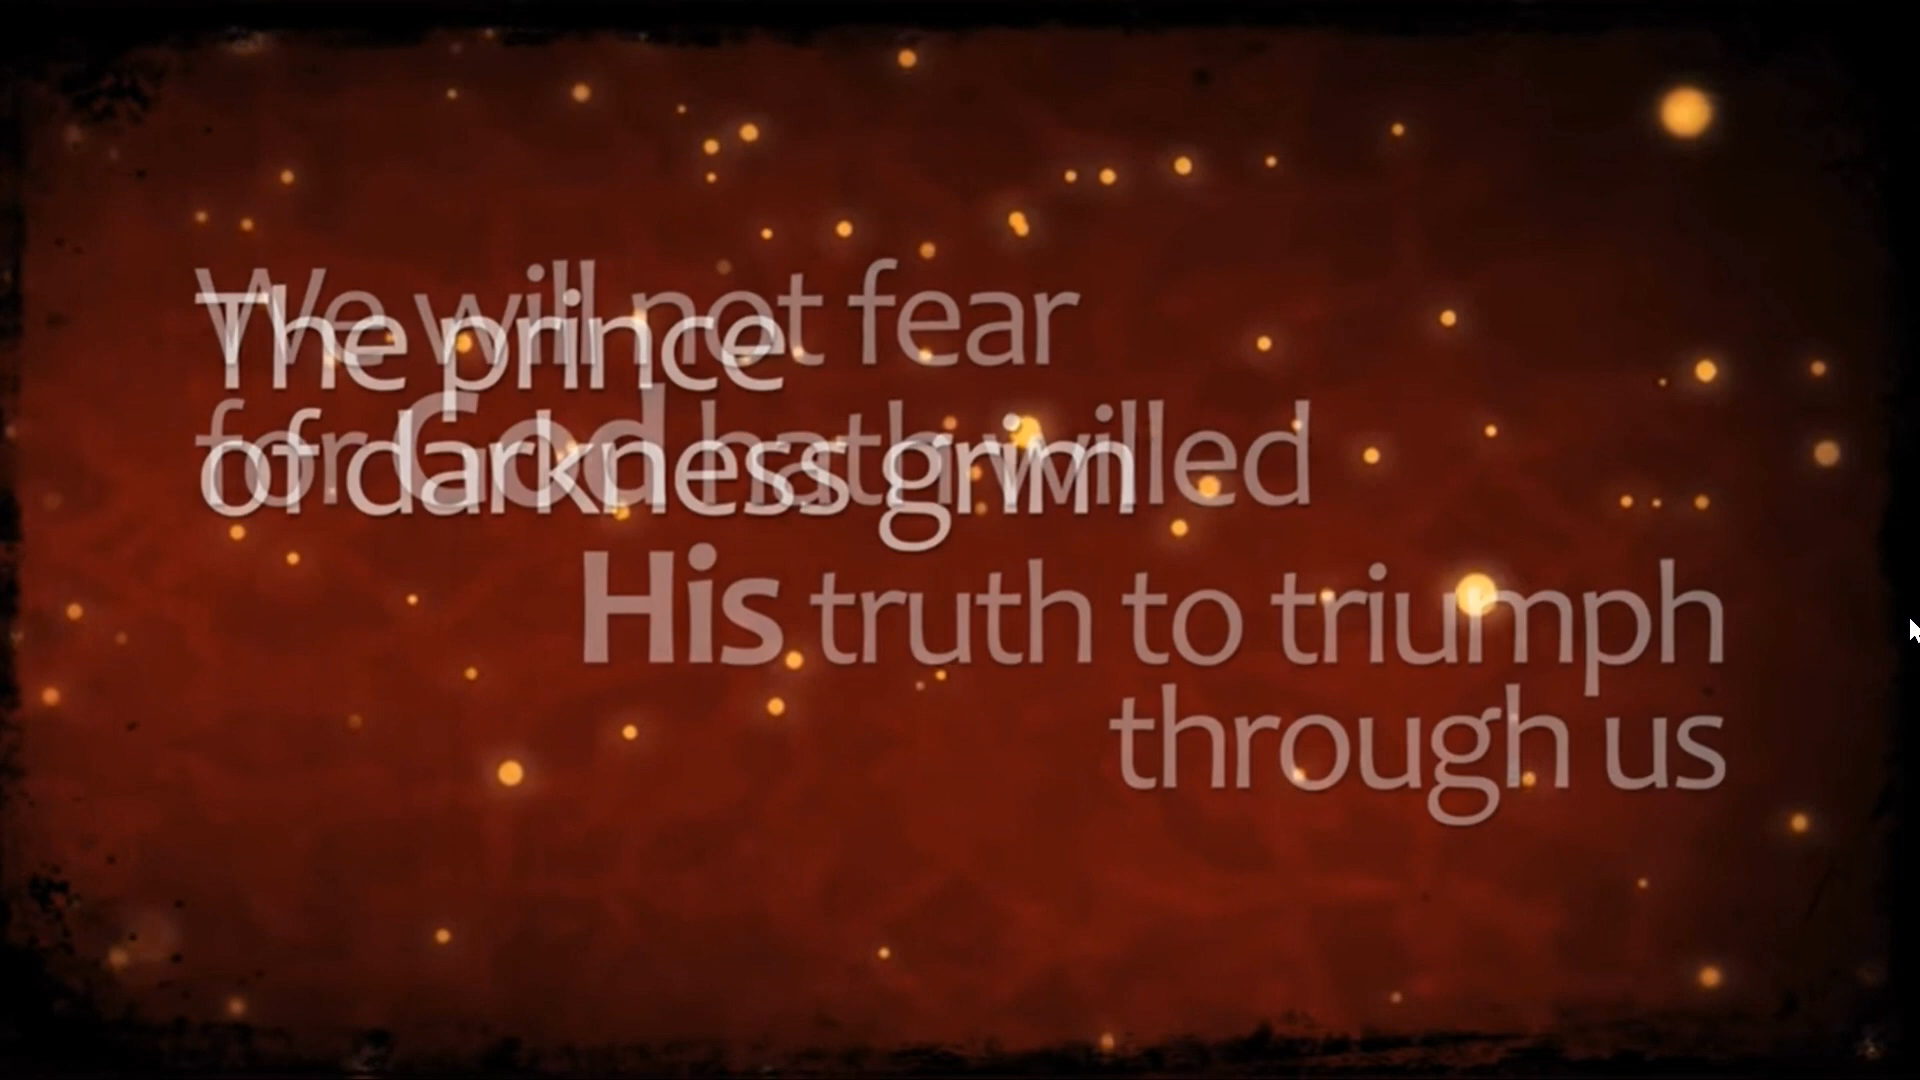 We will not fear
for God hath willed
His truth to triumph
through us
The prince
of darkness grim